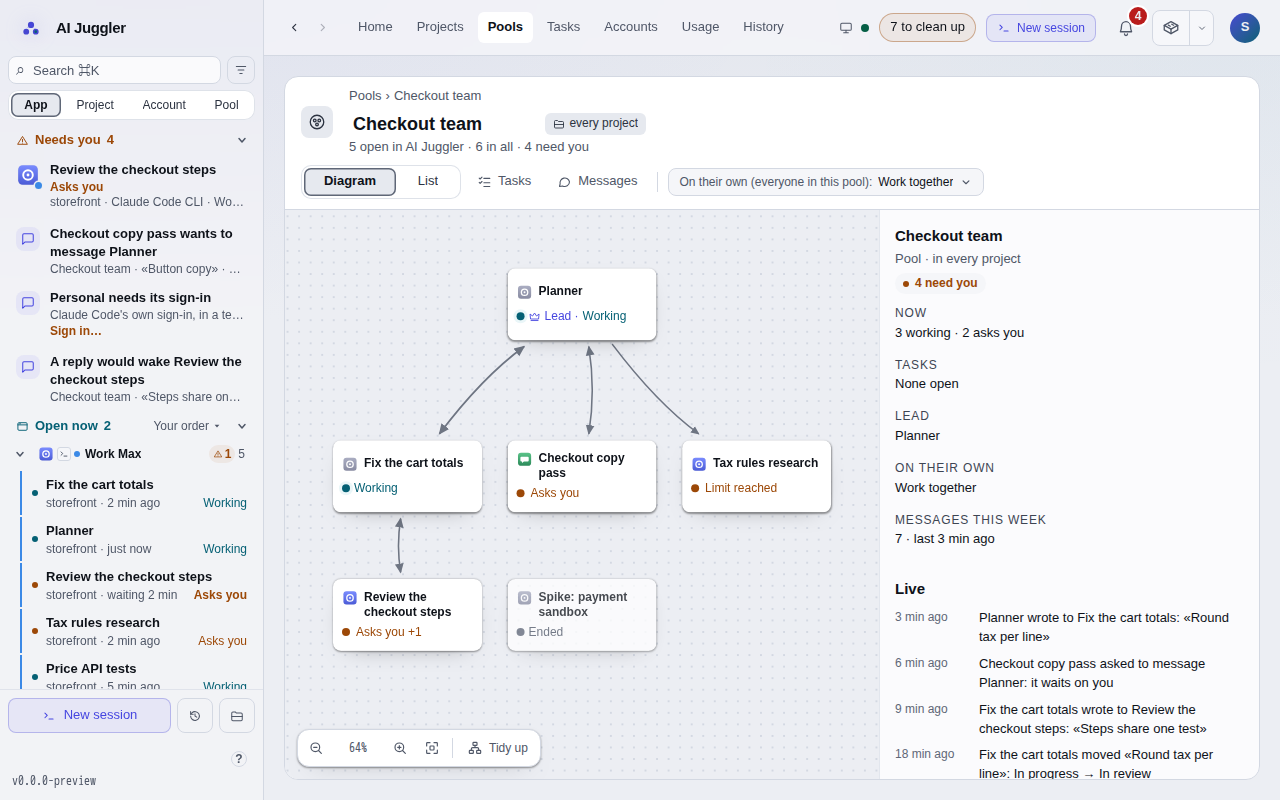 AI Juggler
Search ⌘K
App Project Account Pool
Needs you 4
Review the checkout steps
Asks you
storefront · Claude Code CLI · Wo…
Checkout copy pass wants to
message Planner
Checkout team · «Button copy» · …
Personal needs its sign-in
Claude Code's own sign-in, in a te…
Sign in…
A reply would wake Review the
checkout steps
Checkout team · «Steps share on…
Open now 2
Your order
Work Max
1 5
Fix the cart totals
storefront · 2 min ago Working
Planner
storefront · just now Working
Review the checkout steps
storefront · waiting 2 min Asks you
Tax rules research
storefront · 2 min ago Asks you
Price API tests
storefront · 5 min ago Working
New session
?
v0.0.0-preview
Home Projects Pools Tasks Accounts Usage History
7 to clean up
New session
4
S
Pools › Checkout team
Checkout team
every project
5 open in AI Juggler · 6 in all · 4 need you
Diagram List Tasks Messages
On their own (everyone in this pool): Work together
Planner
Lead · Working
Fix the cart totals
Working
Checkout copy
pass
Asks you
Tax rules research
Limit reached
Review the
checkout steps
Asks you +1
Spike: payment
sandbox
Ended
64%
Tidy up
Checkout team
Pool · in every project
4 need you
NOW
3 working · 2 asks you
TASKS
None open
LEAD
Planner
ON THEIR OWN
Work together
MESSAGES THIS WEEK
7 · last 3 min ago
Live
3 min ago Planner wrote to Fix the cart totals: «Round
tax per line»
6 min ago Checkout copy pass asked to message
Planner: it waits on you
9 min ago Fix the cart totals wrote to Review the
checkout steps: «Steps share one test»
18 min ago Fix the cart totals moved «Round tax per
line»: In progress → In review